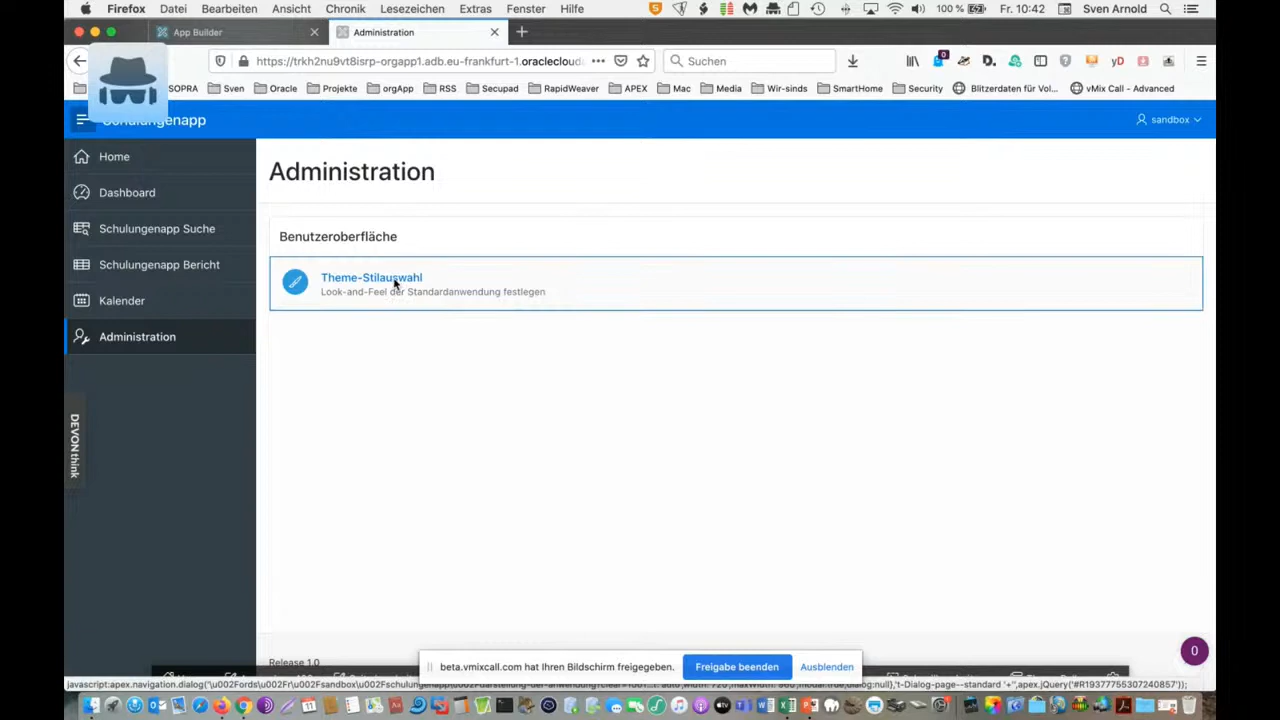 Firefox Datei Bearbeiten Ansicht Chronik Lesezeichen Extras Fenster Hilfe 100 % Fr. 10:42 Sven Arnold
App Builder Administration
https://trkh2nu9vt8isrp-orgapp1.adb.eu-frankfurt-1.oracleclouda Suchen
SOPRA Sven Oracle Projekte orgApp RSS Secupad RapidWeaver APEX Mac Media Wir-sinds SmartHome Security Blitzerdaten für Vol... vMix Call - Advanced
Schulungenapp sandbox
Home
Administration
Dashboard
Schulungenapp Suche
Benutzeroberfläche
Schulungenapp Bericht
Theme-Stilauswahl
Look-and-Feel der Standardanwendung festlegen
Kalender
Administration
DEVONthink
0
Release 1.0
beta.vmixcall.com hat Ihren Bildschirm freigegeben. Freigabe beenden Ausblenden